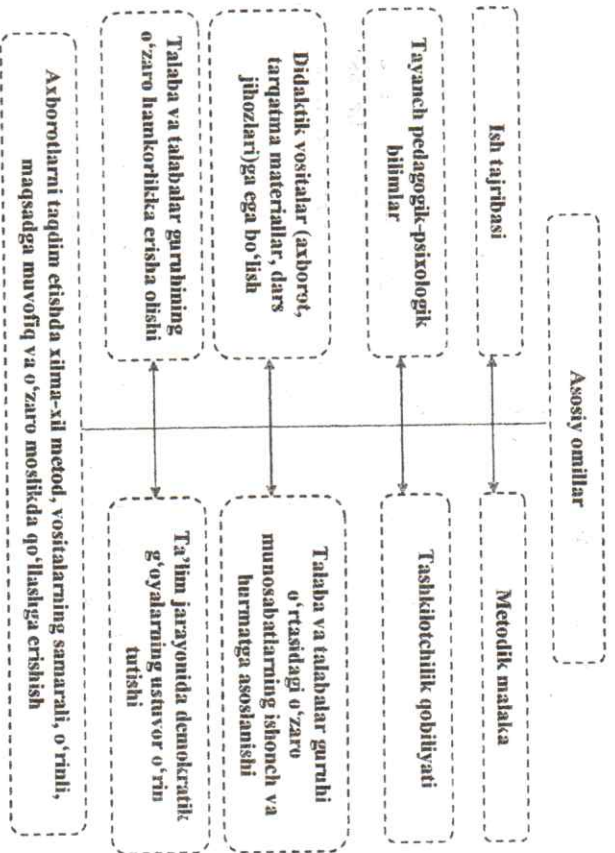 Asosiy omillar
Ish tajribasi
Metodik malaka
Tayanch pedagogik-psixologik
bilimlar
Tashkilotchilik qobiliyati
Didaktik vositalar (axborot,
tarqatma materiallar, dars
jihozlari)ga ega bo‘lish
Talaba va talabalar guruhi
o‘rtasidagi o‘zaro
munosabatlarning ishonch va
hurmatga asoslanishi
Talaba va talabalar guruhining
o‘zaro hamkorlikka erisha olishi
Ta’lim jarayonida demokratik
g‘oyalarning ustuvor o‘rin
tutishi
Axborotlarni taqdim etishda xilma-xil metod, vositalarning samarali, o‘rinli,
maqsadga muvofiq va o‘zaro moslikda qo‘llashga erishish